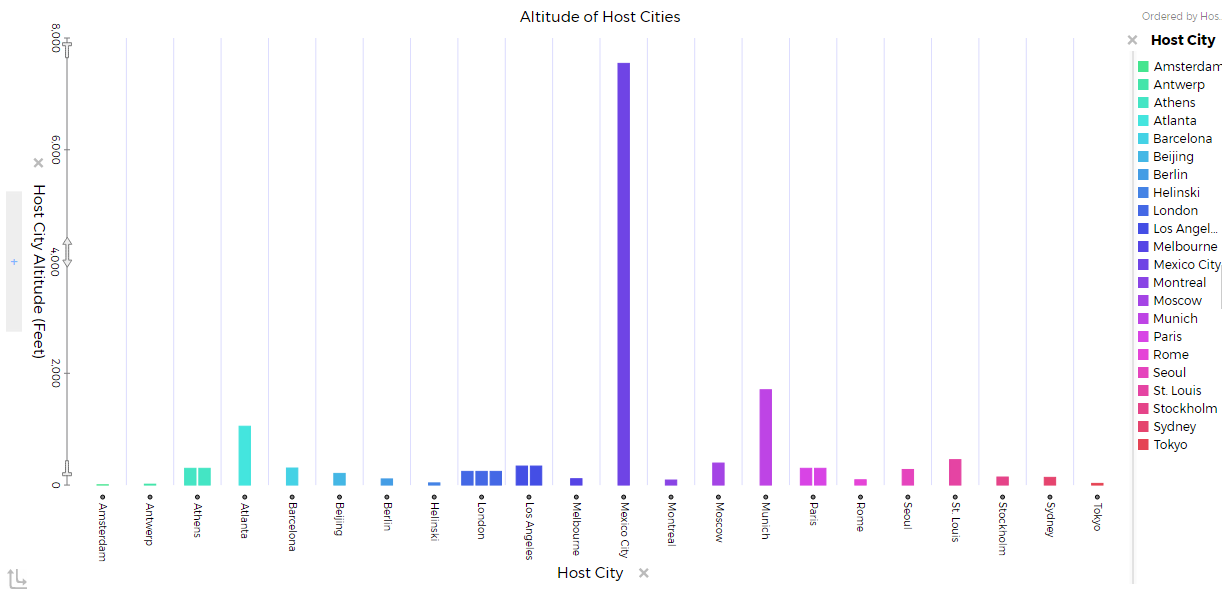 Altitude of Host Cities
Ordered by Hos.
Host City
Amsterdam
Antwerp
Athens
Atlanta
Barcelona
Beijing
Berlin
Helinski
London
Los Angel...
Melbourne
Mexico City
Montreal
Moscow
Munich
Paris
Rome
Seoul
St. Louis
Stockholm
Sydney
Tokyo
Host City Altitude (Feet)
8,000
6,000
4,000
2,000
0
Amsterdam
Antwerp
Athens
Atlanta
Barcelona
Beijing
Berlin
Helinski
London
Los Angeles
Melbourne
Mexico City
Montreal
Moscow
Munich
Paris
Rome
Seoul
St. Louis
Stockholm
Sydney
Tokyo
Host City